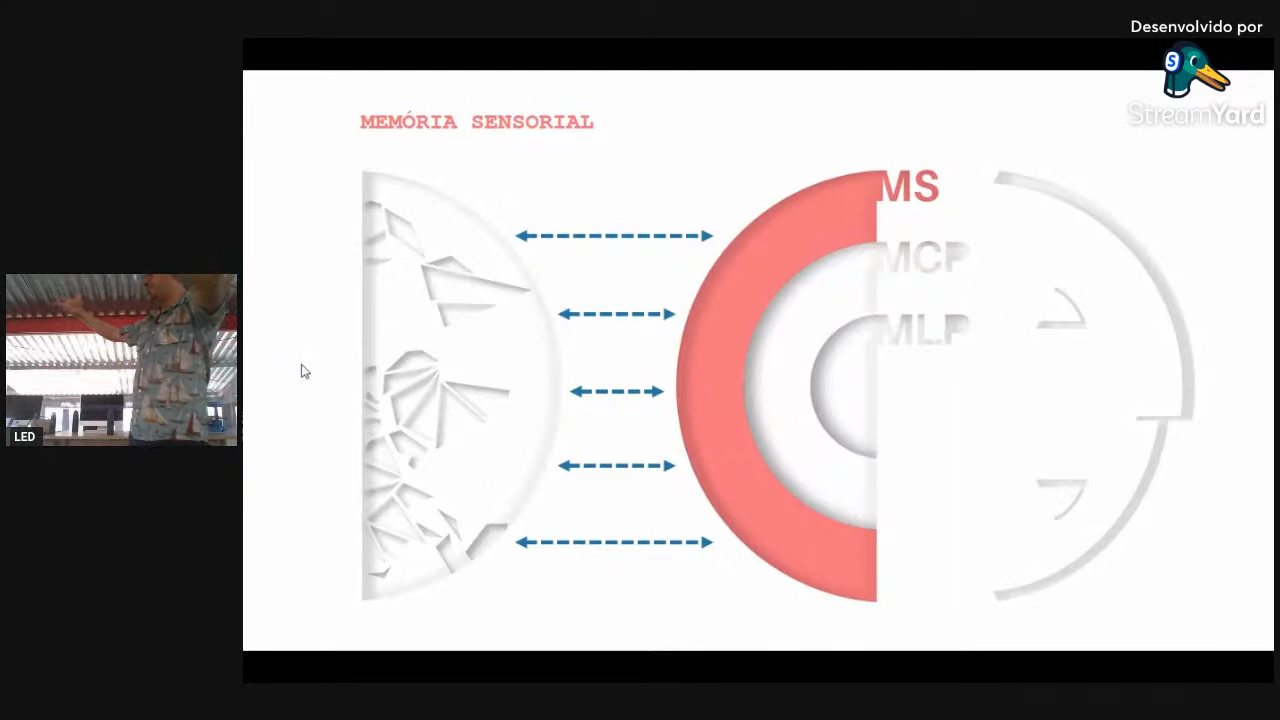 Desenvolvido por
StreamYard
MEMÓRIA SENSORIAL
MS
MCP
MLP
LED